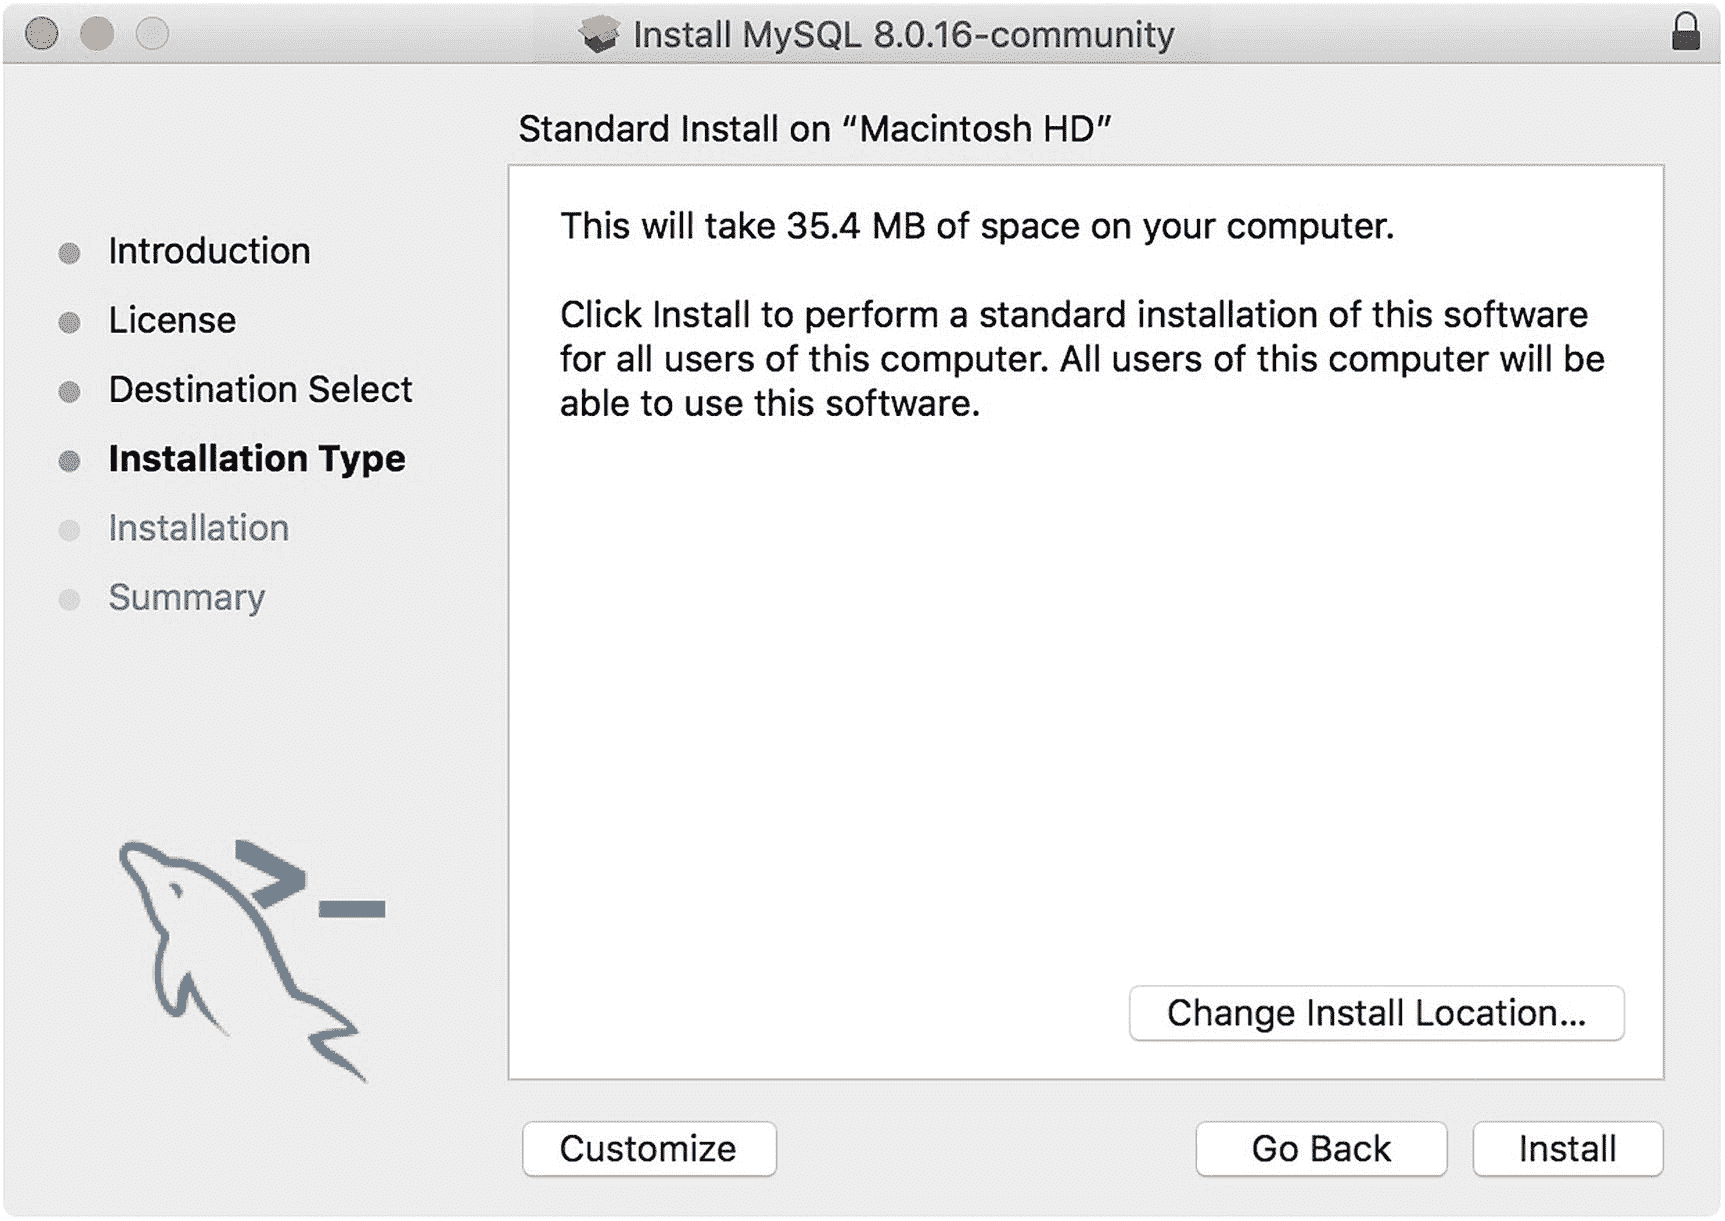 Install MySQL 8.0.16-community
Standard Install on “Macintosh HD”
Introduction
License
Destination Select
Installation Type
Installation
Summary
This will take 35.4 MB of space on your computer.
Click Install to perform a standard installation of this software
for all users of this computer. All users of this computer will be
able to use this software.
Change Install Location...
Customize
Go Back
Install